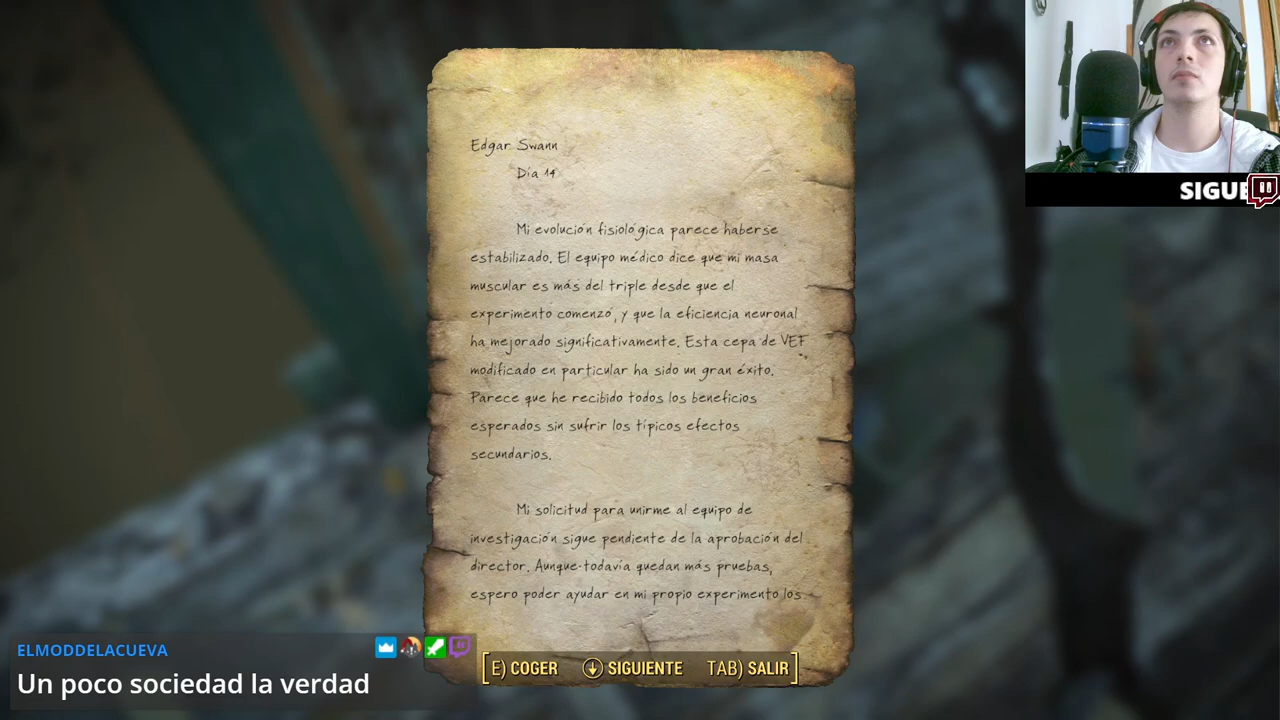 Edgar Swann
Día 14
Mi evolución fisiológica parece haberse
estabilizado. El equipo médico dice que mi masa
muscular es más del triple desde que el
experimento comenzó, y que la eficiencia neuronal
ha mejorado significativamente. Esta cepa de VEF
modificado en particular ha sido un gran éxito.
Parece que he recibido todos los beneficios
esperados sin sufrir los típicos efectos
secundarios.
Mi solicitud para unirme al equipo de
investigación sigue pendiente de la aprobación del
director. Aunque todavía quedan más pruebas,
espero poder ayudar en mi propio experimento los
E) COGER
SIGUIENTE
TAB) SALIR
SIGUE
ELMODDELACUEVA
Un poco sociedad la verdad